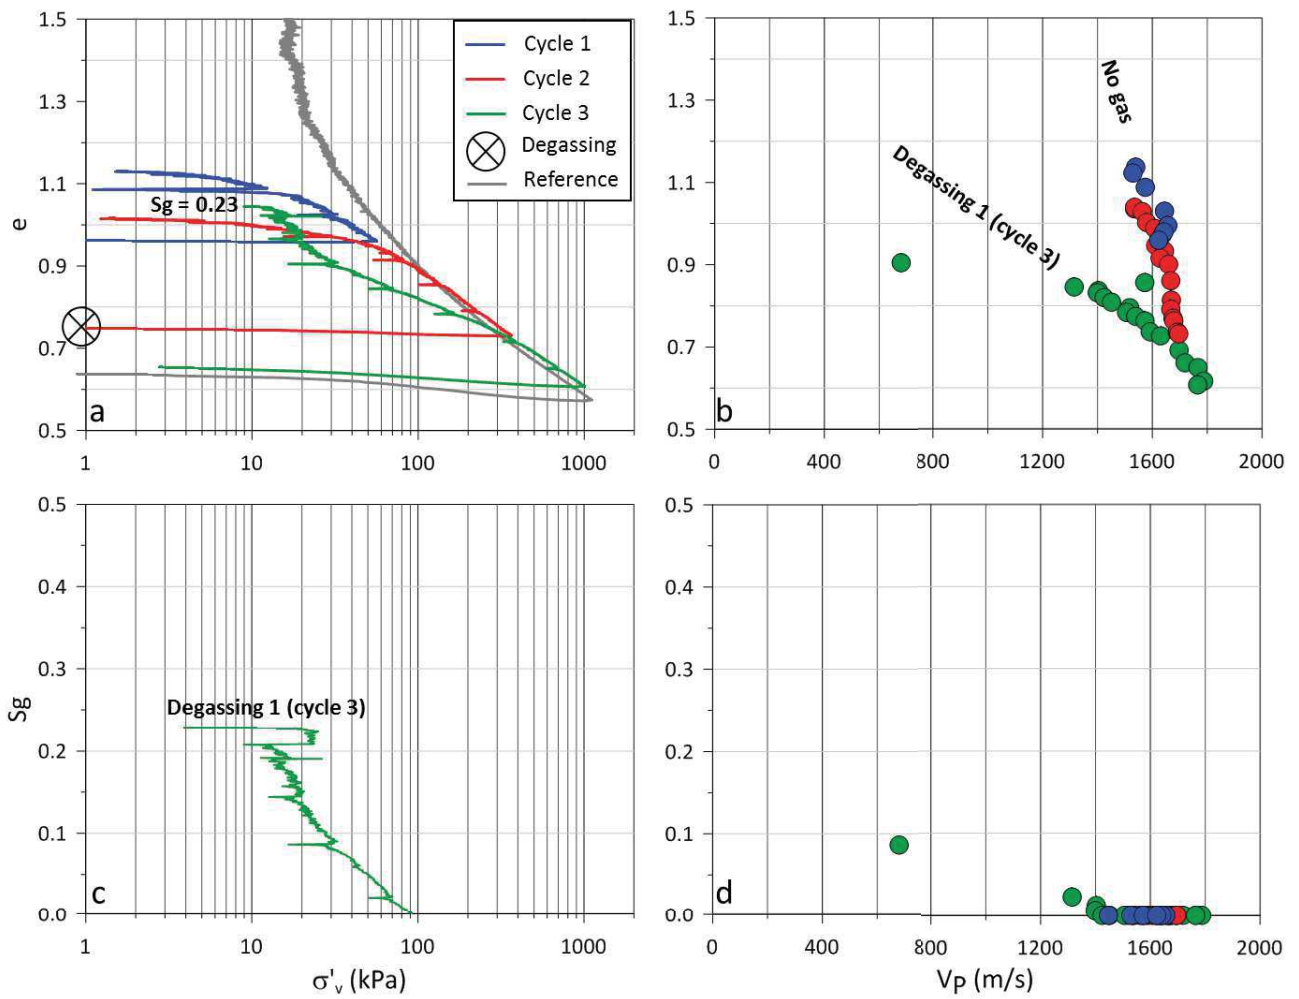 1.5
1.3
1.1
0.9
0.7
0.5
e
Cycle 1
Cycle 2
Cycle 3
Degassing
Reference
Sg = 0.23
a
1
10
100
1000
1.5
1.3
1.1
0.9
0.7
0.5
No gas
Degassing 1 (cycle 3)
b
0
400
800
1200
1600
2000
0.5
0.4
0.3
0.2
0.1
0.0
Sg
Degassing 1 (cycle 3)
c
1
10
100
1000
σ'v (kPa)
0.5
0.4
0.3
0.2
0.1
0.0
d
0
400
800
1200
1600
2000
VP (m/s)